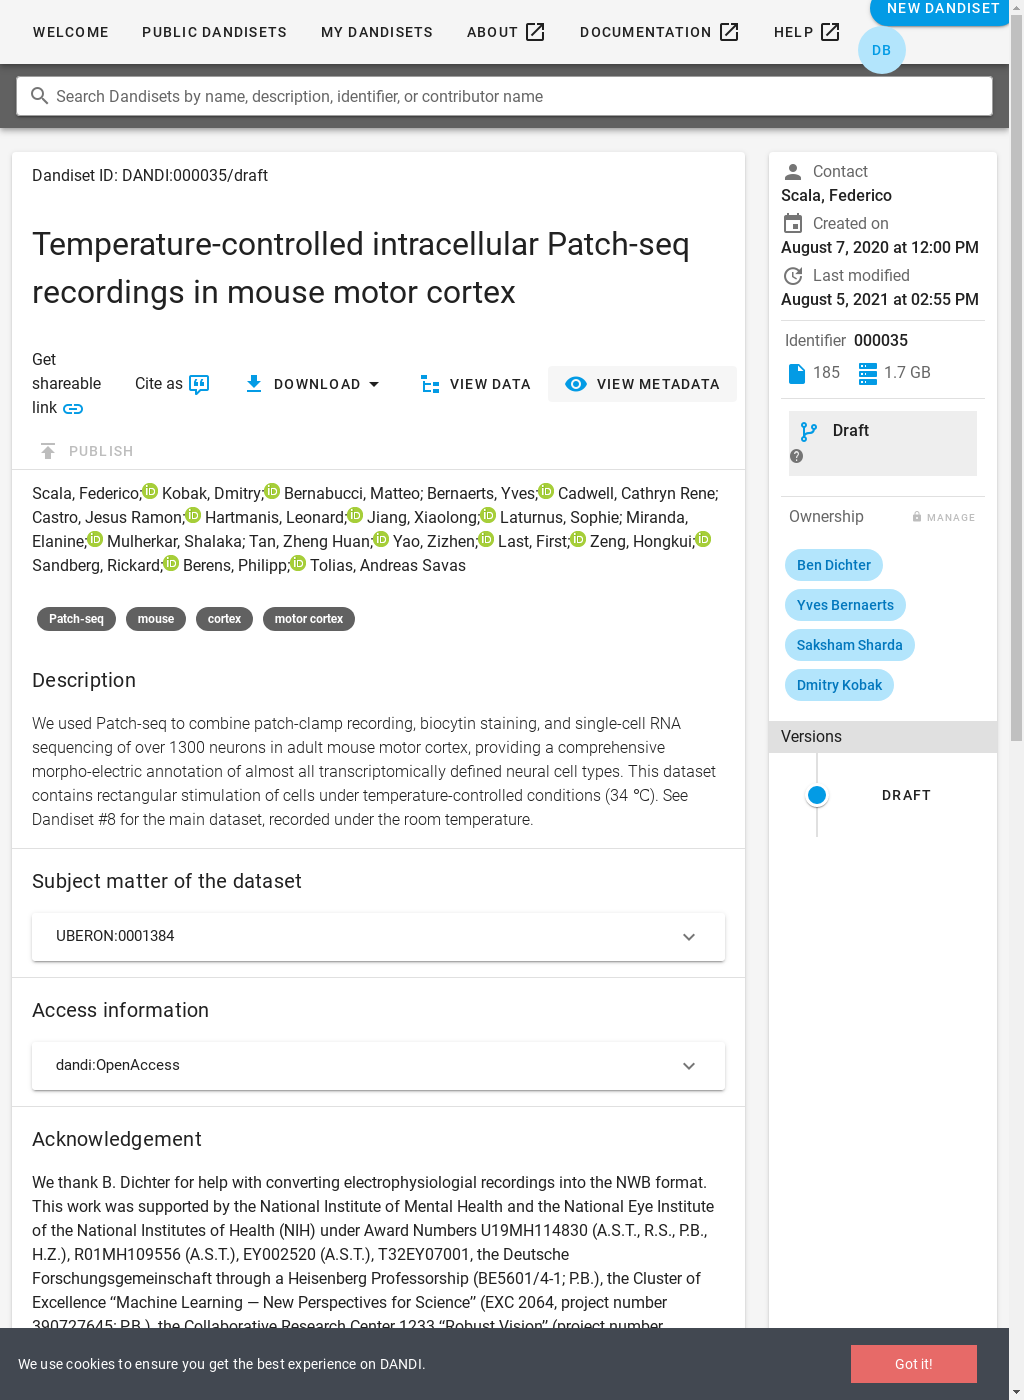 NEW DANDISET
WELCOME PUBLIC DANDISETS MY DANDISETS ABOUT DOCUMENTATION HELP
DB
Search Dandisets by name, description, identifier, or contributor name
Dandiset ID: DANDI:000035/draft
Temperature-controlled intracellular Patch-seq
recordings in mouse motor cortex
Get
shareable
link
Cite as
DOWNLOAD
VIEW DATA
VIEW METADATA
PUBLISH
Scala, Federico; Kobak, Dmitry; Bernabucci, Matteo; Bernaerts, Yves; Cadwell, Cathryn Rene;
Castro, Jesus Ramon; Hartmanis, Leonard; Jiang, Xiaolong; Laturnus, Sophie; Miranda,
Elanine; Mulherkar, Shalaka; Tan, Zheng Huan; Yao, Zizhen; Last, First; Zeng, Hongkui;
Sandberg, Rickard; Berens, Philipp; Tolias, Andreas Savas
Patch-seq mouse cortex motor cortex
Description
We used Patch-seq to combine patch-clamp recording, biocytin staining, and single-cell RNA
sequencing of over 1300 neurons in adult mouse motor cortex, providing a comprehensive
morpho-electric annotation of almost all transcriptomically defined neural cell types. This dataset
contains rectangular stimulation of cells under temperature-controlled conditions (34 ℃). See
Dandiset #8 for the main dataset, recorded under the room temperature.
Subject matter of the dataset
UBERON:0001384
Access information
dandi:OpenAccess
Acknowledgement
We thank B. Dichter for help with converting electrophysiologial recordings into the NWB format.
This work was supported by the National Institute of Mental Health and the National Eye Institute
of the National Institutes of Health (NIH) under Award Numbers U19MH114830 (A.S.T., R.S., P.B.,
H.Z.), R01MH109556 (A.S.T.), EY002520 (A.S.T.), T32EY07001, the Deutsche
Forschungsgemeinschaft through a Heisenberg Professorship (BE5601/4-1; P.B.), the Cluster of
Excellence “Machine Learning — New Perspectives for Science” (EXC 2064, project number
390727645; P.B.), the Collaborative Research Center 1233 “Robust Vision” (project number
Contact
Scala, Federico
Created on
August 7, 2020 at 12:00 PM
Last modified
August 5, 2021 at 02:55 PM
Identifier 000035
185 1.7 GB
Draft
Ownership MANAGE
Ben Dichter
Yves Bernaerts
Saksham Sharda
Dmitry Kobak
Versions
DRAFT
We use cookies to ensure you get the best experience on DANDI.
Got it!